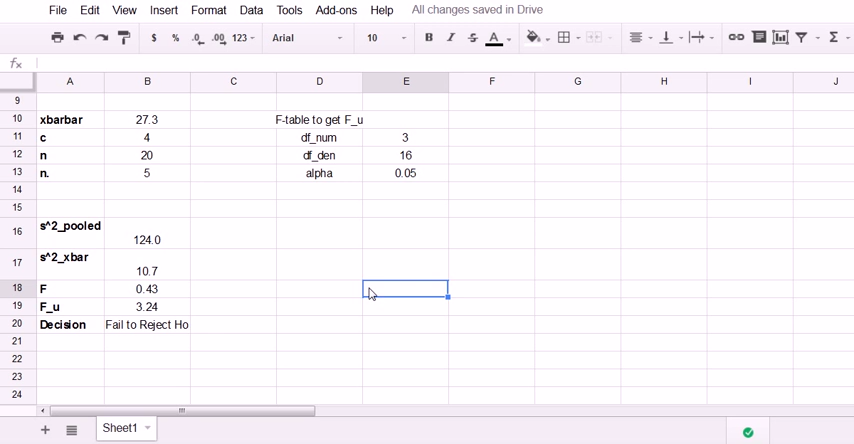 File Edit View Insert Format Data Tools Add-ons Help All changes saved in Drive
$ % .0 .00 123 Arial 10 B I S A Σ
fx
A B C D E F G H I J
9
10 xbarbar 27.3 F-table to get F_u
11 c 4 df_num 3
12 n 20 df_den 16
13 n. 5 alpha 0.05
14
15
16 s^2_pooled 124.0
17 s^2_xbar 10.7
18 F 0.43
19 F_u 3.24
20 Decision Fail to Reject Ho
21
22
23
24
+ Sheet1